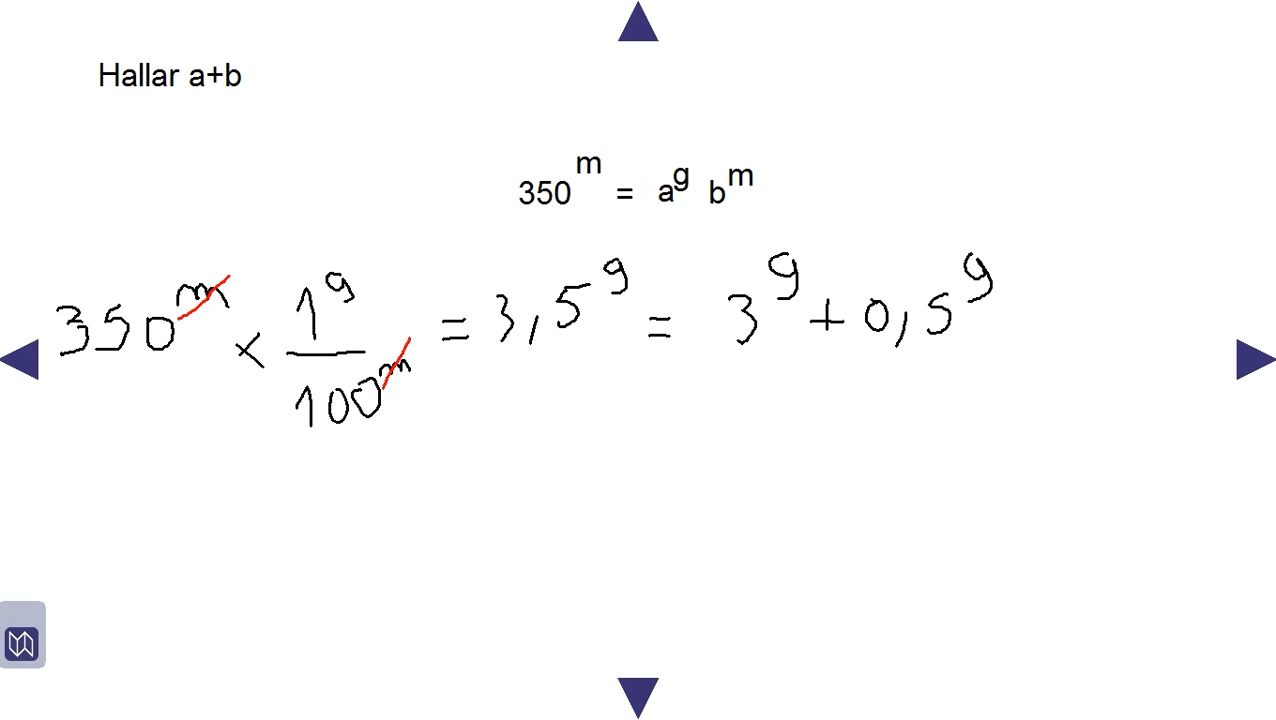 Hallar a+b
350^m = a^g b^m
350^m × 1^g/100^m = 3,5^g = 3^g + 0,5^g